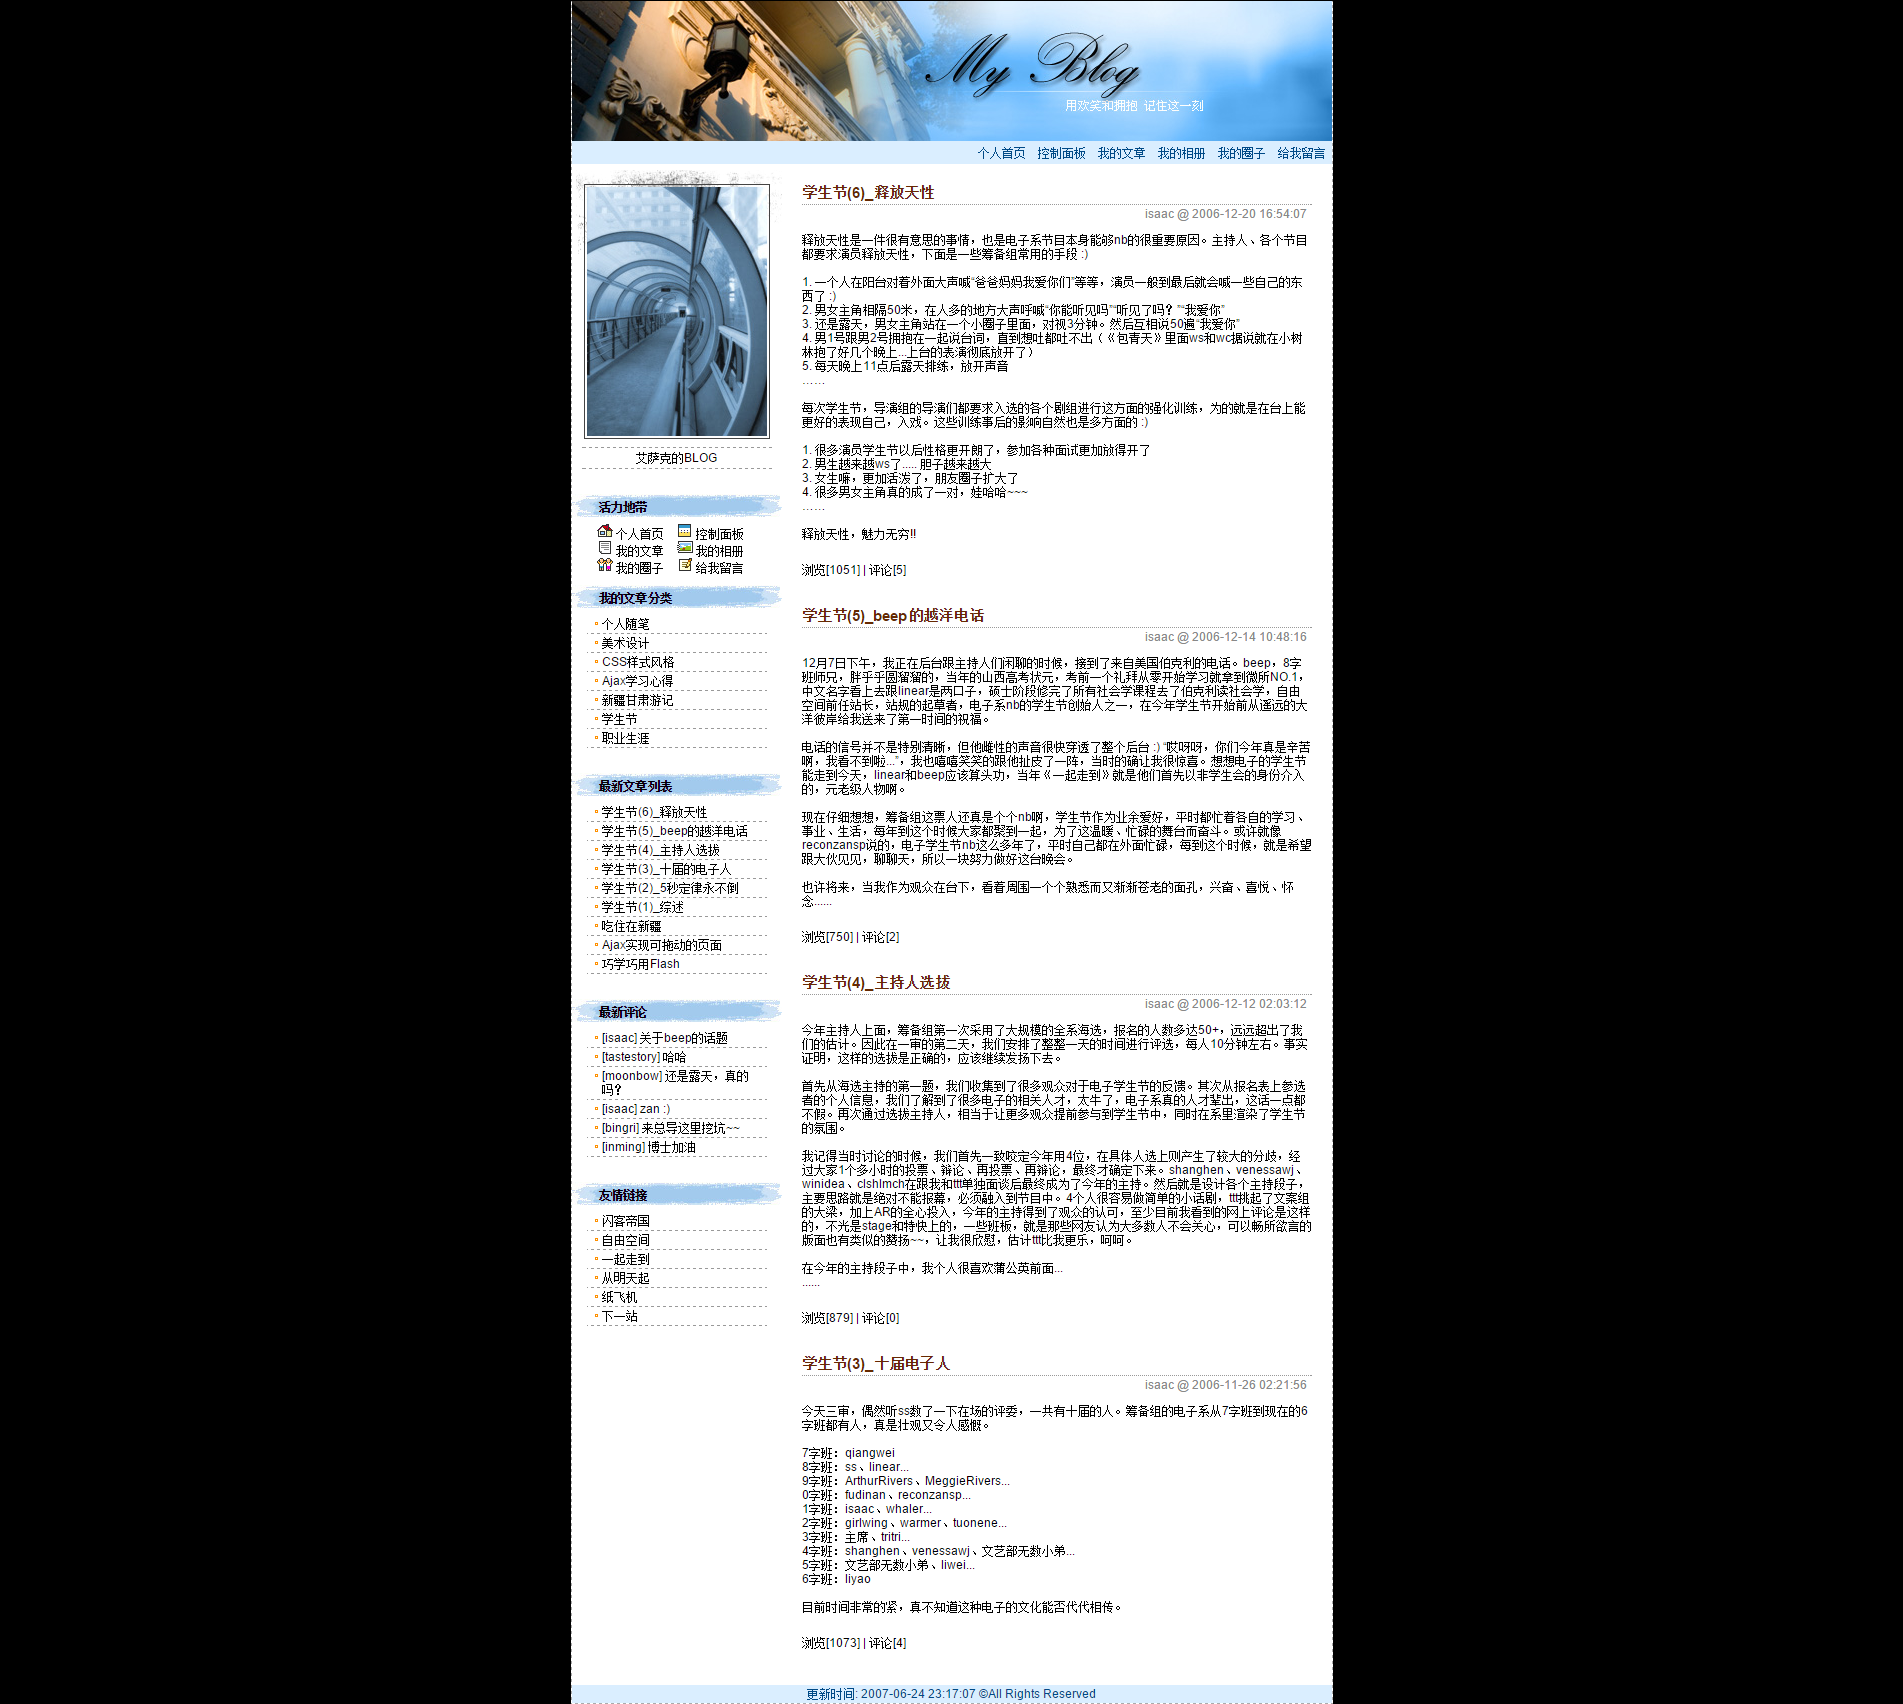 My Blog
用欢笑和拥抱 记住这一刻
个人首页 控制面板 我的文章 我的相册 我的圈子 给我留言
艾萨克的BLOG
活力地带
个人首页 控制面板
我的文章 我的相册
我的圈子 给我留言
我的文章分类
个人随笔
美术设计
CSS样式风格
Ajax学习心得
新疆甘肃游记
学生节
职业生涯
最新文章列表
学生节(6)_释放天性
学生节(5)_beep的越洋电话
学生节(4)_主持人选拔
学生节(3)_十届的电子人
学生节(2)_5秒定律永不倒
学生节(1)_综述
吃住在新疆
Ajax实现可拖动的页面
巧学巧用Flash
最新评论
[isaac] 关于beep的话题
[tastestory] 哈哈
[moonbow] 还是露天，真的
吗？
[isaac] zan :)
[bingri] 来总导这里挖坑~~
[inming] 博士加油
友情链接
闪客帝国
自由空间
一起走到
从明天起
纸飞机
下一站
学生节(6)_释放天性
isaac @ 2006-12-20 16:54:07
释放天性是一件很有意思的事情，也是电子系节目本身能够nb的很重要原因。主持人、各个节目
都要求演员释放天性，下面是一些筹备组常用的手段 :)
1. 一个人在阳台对着外面大声喊“爸爸妈妈我爱你们”等等，演员一般到最后就会喊一些自己的东
西了 :)
2. 男女主角相隔50米，在人多的地方大声呼喊“你能听见吗”“听见了吗？”“我爱你”
3. 还是露天，男女主角站在一个小圈子里面，对视3分钟。然后互相说50遍“我爱你”
4. 男1号跟男2号拥抱在一起说台词，直到想吐都吐不出（《包青天》里面ws和wc据说就在小树
林抱了好几个晚上...上台的表演彻底放开了）
5. 每天晚上11点后露天排练，放开声音
……
每次学生节，导演组的导演们都要求入选的各个剧组进行这方面的强化训练，为的就是在台上能
更好的表现自己，入戏。这些训练事后的影响自然也是多方面的 :)
1. 很多演员学生节以后性格更开朗了，参加各种面试更加放得开了
2. 男生越来越ws了..... 胆子越来越大
3. 女生嘛，更加活泼了，朋友圈子扩大了
4. 很多男女主角真的成了一对，娃哈哈~~~
……
释放天性，魅力无穷!!
浏览[1051] | 评论[5]
学生节(5)_beep的越洋电话
isaac @ 2006-12-14 10:48:16
12月7日下午，我正在后台跟主持人们闲聊的时候，接到了来自美国伯克利的电话。beep，8字
班师兄，胖乎乎圆溜溜的，当年的山西高考状元，考前一个礼拜从零开始学习就拿到微所NO.1，
中文名字看上去跟linear是两口子，硕士阶段修完了所有社会学课程去了伯克利读社会学，自由
空间前任站长，站规的起草者，电子系nb的学生节创始人之一，在今年学生节开始前从遥远的大
洋彼岸给我送来了第一时间的祝福。
电话的信号并不是特别清晰，但他雌性的声音很快穿透了整个后台 :) “哎呀呀，你们今年真是辛苦
啊，我看不到啦...”，我也嘻嘻笑笑的跟他扯皮了一阵，当时的确让我很惊喜。想想电子的学生节
能走到今天，linear和beep应该算头功，当年《一起走到》就是他们首先以非学生会的身份介入
的，元老级人物啊。
现在仔细想想，筹备组这票人还真是个个nb啊，学生节作为业余爱好，平时都忙着各自的学习、
事业、生活，每年到这个时候大家都聚到一起，为了这温暖、忙碌的舞台而奋斗。或许就像
reconzansp说的，电子学生节nb这么多年了，平时自己都在外面忙碌，每到这个时候，就是希望
跟大伙见见，聊聊天，所以一块努力做好这台晚会。
也许将来，当我作为观众在台下，看着周围一个个熟悉而又渐渐苍老的面孔，兴奋、喜悦、怀
念......
浏览[750] | 评论[2]
学生节(4)_主持人选拔
isaac @ 2006-12-12 02:03:12
今年主持人上面，筹备组第一次采用了大规模的全系海选，报名的人数多达50+，远远超出了我
们的估计。因此在一审的第二天，我们安排了整整一天的时间进行评选，每人10分钟左右。事实
证明，这样的选拔是正确的，应该继续发扬下去。
首先从海选主持的第一题，我们收集到了很多观众对于电子学生节的反馈。其次从报名表上参选
者的个人信息，我们了解到了很多电子的相关人才，太牛了，电子系真的人才辈出，这话一点都
不假。再次通过选拔主持人，相当于让更多观众提前参与到学生节中，同时在系里渲染了学生节
的氛围。
我记得当时讨论的时候，我们首先一致咬定今年用4位，在具体人选上则产生了较大的分歧，经
过大家1个多小时的投票、辩论、再投票、再辩论，最终才确定下来。shanghen、venessawj、
winidea、clshlmch在跟我和ttt单独面谈后最终成为了今年的主持。然后就是设计各个主持段子，
主要思路就是绝对不能报幕，必须融入到节目中。4个人很容易做简单的小话剧，ttt挑起了文案组
的大梁，加上AR的全心投入，今年的主持得到了观众的认可，至少目前我看到的网上评论是这样
的，不光是stage和特快上的，一些班板，就是那些网友认为大多数人不会关心，可以畅所欲言的
版面也有类似的赞扬~~，让我很欣慰，估计ttt比我更乐，呵呵。
在今年的主持段子中，我个人很喜欢蒲公英前面...
......
浏览[879] | 评论[0]
学生节(3)_十届电子人
isaac @ 2006-11-26 02:21:56
今天三审，偶然听ss数了一下在场的评委，一共有十届的人。筹备组的电子系从7字班到现在的6
字班都有人，真是壮观又令人感慨。
7字班：qiangwei
8字班：ss、linear...
9字班：ArthurRivers、MeggieRivers...
0字班：fudinan、reconzansp...
1字班：isaac、whaler...
2字班：girlwing、warmer、tuonene...
3字班：主席、tritri...
4字班：shanghen、venessawj、文艺部无数小弟...
5字班：文艺部无数小弟、liwei...
6字班：liyao
目前时间非常的紧，真不知道这种电子的文化能否代代相传。
浏览[1073] | 评论[4]
更新时间: 2007-06-24 23:17:07 ©All Rights Reserved